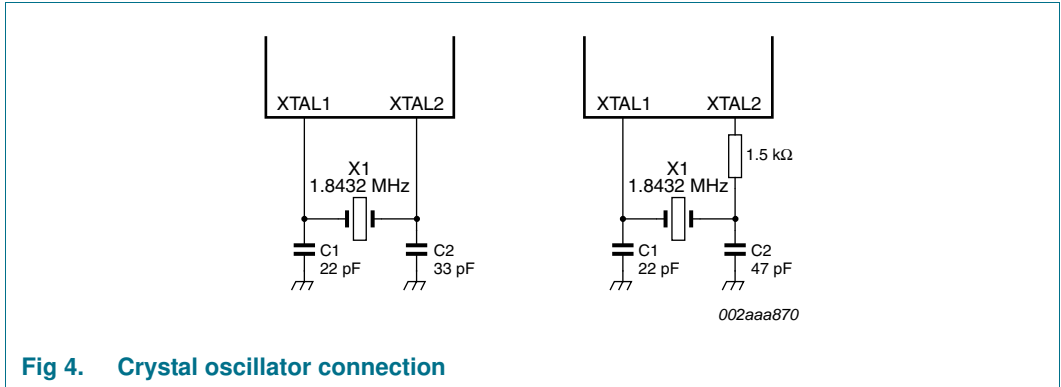 XTAL1 XTAL2
X1
1.8432 MHz
C1
22 pF
C2
33 pF
XTAL1 XTAL2
1.5 kΩ
X1
1.8432 MHz
C1
22 pF
C2
47 pF
002aaa870
Fig 4. Crystal oscillator connection